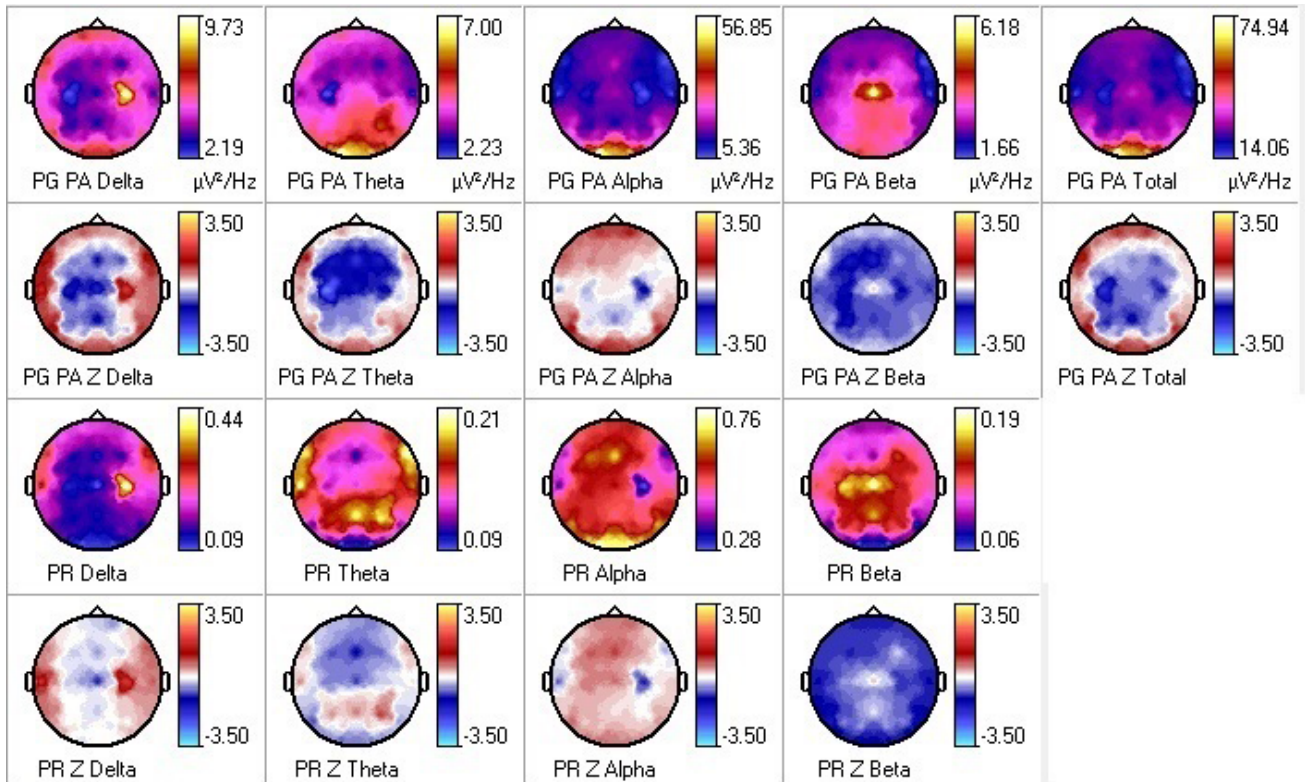 9.73
2.19
PG PA Delta
µV²/Hz
7.00
2.23
PG PA Theta
µV²/Hz
56.85
5.36
PG PA Alpha
µV²/Hz
6.18
1.66
PG PA Beta
µV²/Hz
74.94
14.06
PG PA Total
µV²/Hz
3.50
-3.50
PG PA Z Delta
3.50
-3.50
PG PA Z Theta
3.50
-3.50
PG PA Z Alpha
3.50
-3.50
PG PA Z Beta
3.50
-3.50
PG PA Z Total
0.44
0.09
PR Delta
0.21
0.09
PR Theta
0.76
0.28
PR Alpha
0.19
0.06
PR Beta
3.50
-3.50
PR Z Delta
3.50
-3.50
PR Z Theta
3.50
-3.50
PR Z Alpha
3.50
-3.50
PR Z Beta